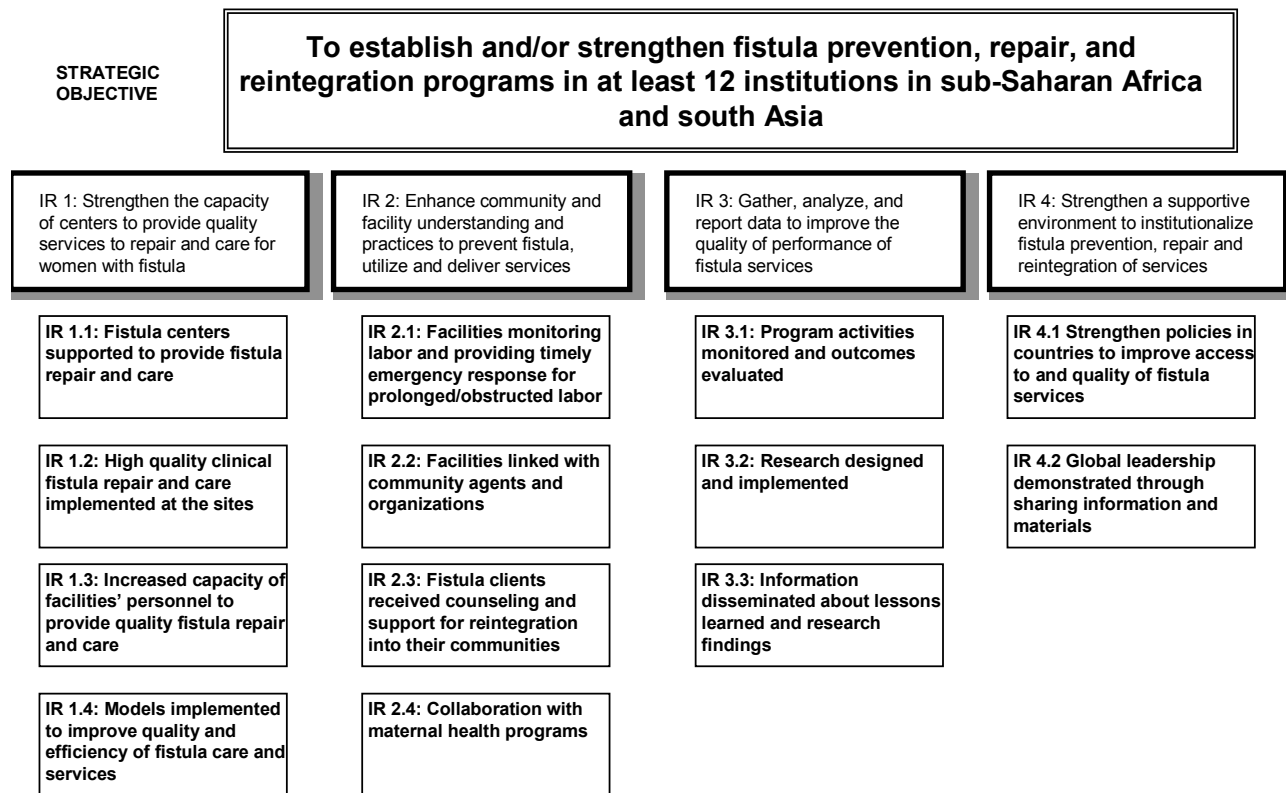 STRATEGIC
OBJECTIVE
To establish and/or strengthen fistula prevention, repair, and
reintegration programs in at least 12 institutions in sub-Saharan Africa
and south Asia
IR 1: Strengthen the capacity
of centers to provide quality
services to repair and care for
women with fistula
IR 2: Enhance community and
facility understanding and
practices to prevent fistula,
utilize and deliver services
IR 3: Gather, analyze, and
report data to improve the
quality of performance of
fistula services
IR 4: Strengthen a supportive
environment to institutionalize
fistula prevention, repair and
reintegration of services
IR 1.1: Fistula centers
supported to provide fistula
repair and care
IR 2.1: Facilities monitoring
labor and providing timely
emergency response for
prolonged/obstructed labor
IR 3.1: Program activities
monitored and outcomes
evaluated
IR 4.1 Strengthen policies in
countries to improve access
to and quality of fistula
services
IR 1.2: High quality clinical
fistula repair and care
implemented at the sites
IR 2.2: Facilities linked with
community agents and
organizations
IR 3.2: Research designed
and implemented
IR 4.2 Global leadership
demonstrated through
sharing information and
materials
IR 1.3: Increased capacity of
facilities’ personnel to
provide quality fistula repair
and care
IR 2.3: Fistula clients
received counseling and
support for reintegration
into their communities
IR 3.3: Information
disseminated about lessons
learned and research
findings
IR 1.4: Models implemented
to improve quality and
efficiency of fistula care and
services
IR 2.4: Collaboration with
maternal health programs